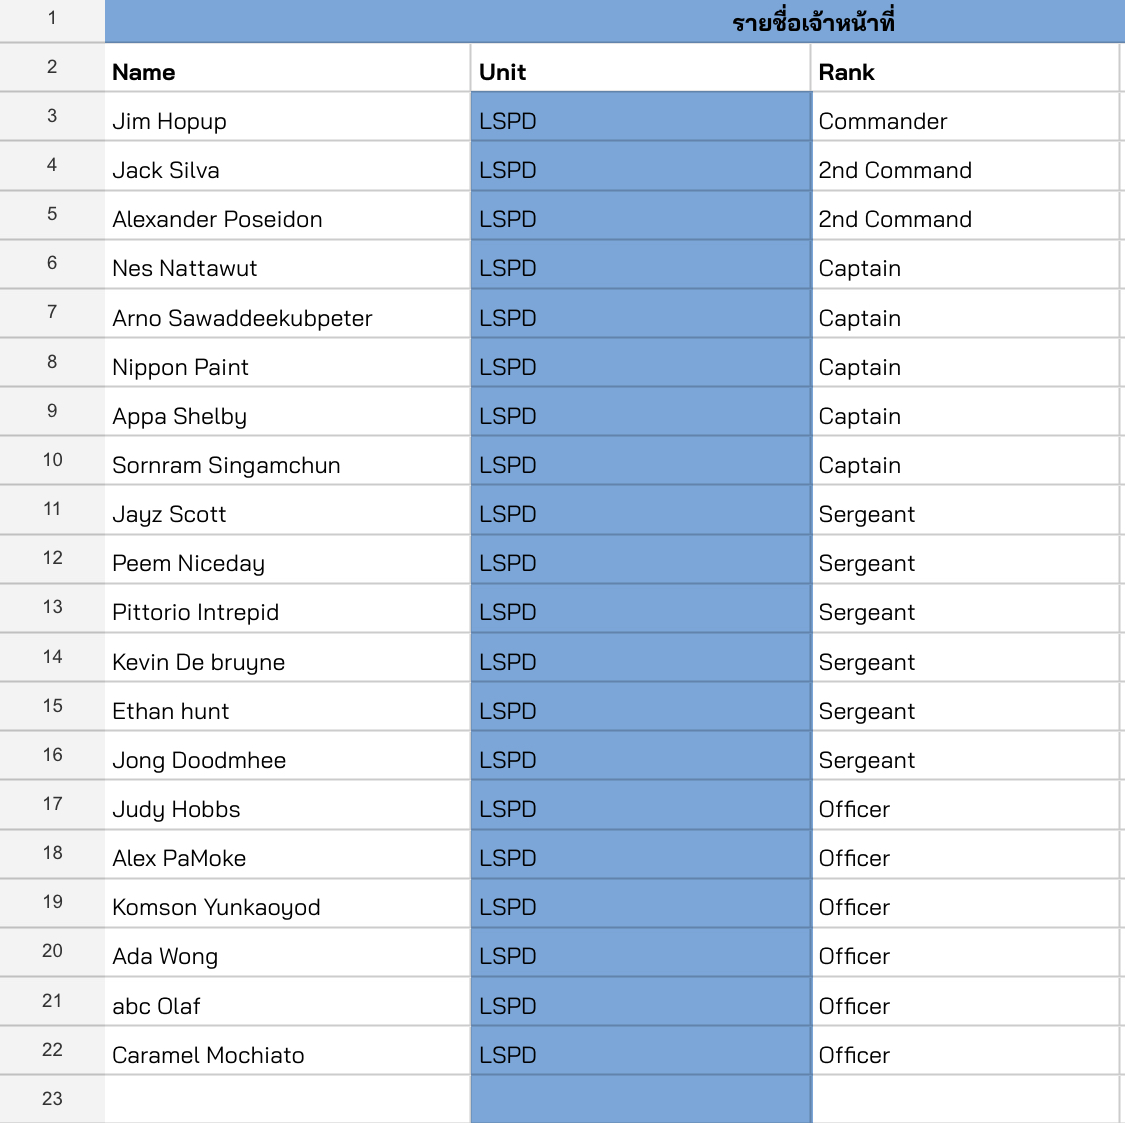 1 รายชื่อเจ้าหน้าที่
2 Name Unit Rank
3 Jim Hopup LSPD Commander
4 Jack Silva LSPD 2nd Command
5 Alexander Poseidon LSPD 2nd Command
6 Nes Nattawut LSPD Captain
7 Arno Sawaddeekubpeter LSPD Captain
8 Nippon Paint LSPD Captain
9 Appa Shelby LSPD Captain
10 Sornram Singamchun LSPD Captain
11 Jayz Scott LSPD Sergeant
12 Peem Niceday LSPD Sergeant
13 Pittorio Intrepid LSPD Sergeant
14 Kevin De bruyne LSPD Sergeant
15 Ethan hunt LSPD Sergeant
16 Jong Doodmhee LSPD Sergeant
17 Judy Hobbs LSPD Officer
18 Alex PaMoke LSPD Officer
19 Komson Yunkaoyod LSPD Officer
20 Ada Wong LSPD Officer
21 abc Olaf LSPD Officer
22 Caramel Mochiato LSPD Officer
23